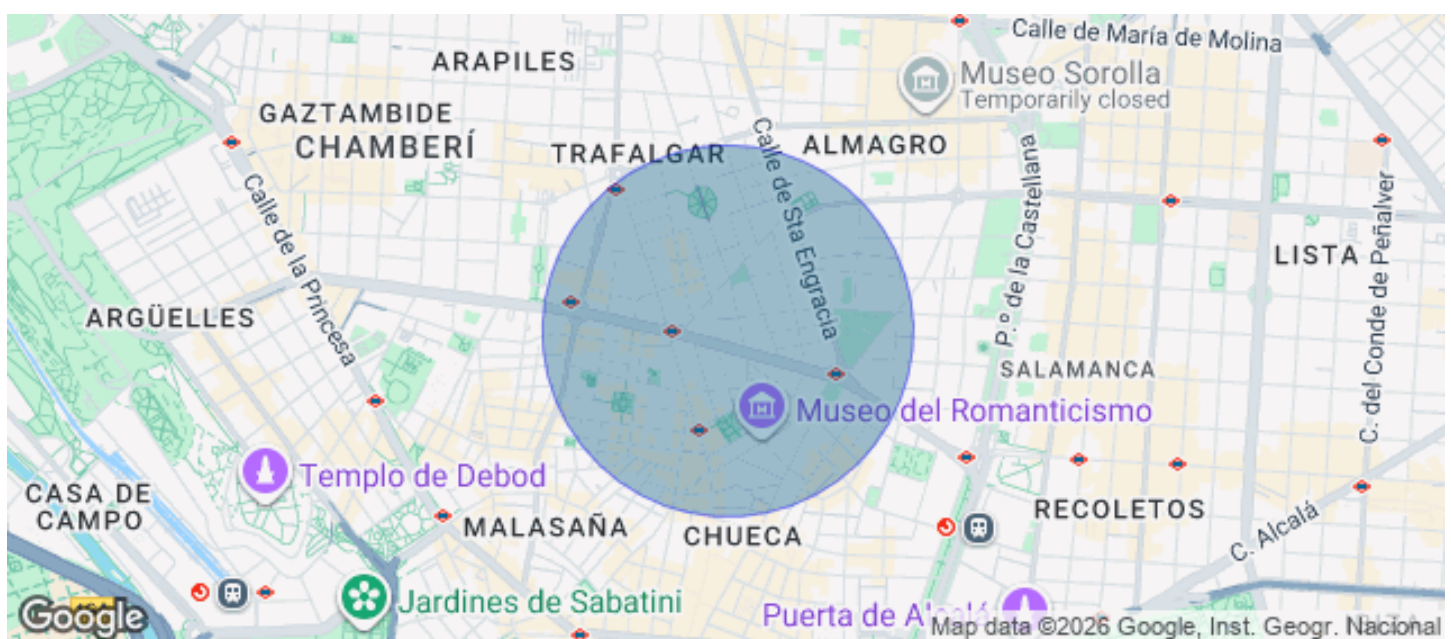 Calle de María de Molina
ARAPILES
Museo Sorolla
Temporarily closed
GAZTAMBIDE
CHAMBERÍ
TRAFALGAR
Calle de Sta Engracia
ALMAGRO
Calle de la Princesa
P.º de la Castellana
C. del Conde de Peñalver
LISTA
ARGÜELLES
SALAMANCA
Museo del Romanticismo
Templo de Debod
CASA DE
CAMPO
MALASAÑA
CHUECA
RECOLETOS
C. Alcalá
Jardines de Sabatini
Puerta de Alcalá
Google
Map data ©2026 Google, Inst. Geogr. Nacional